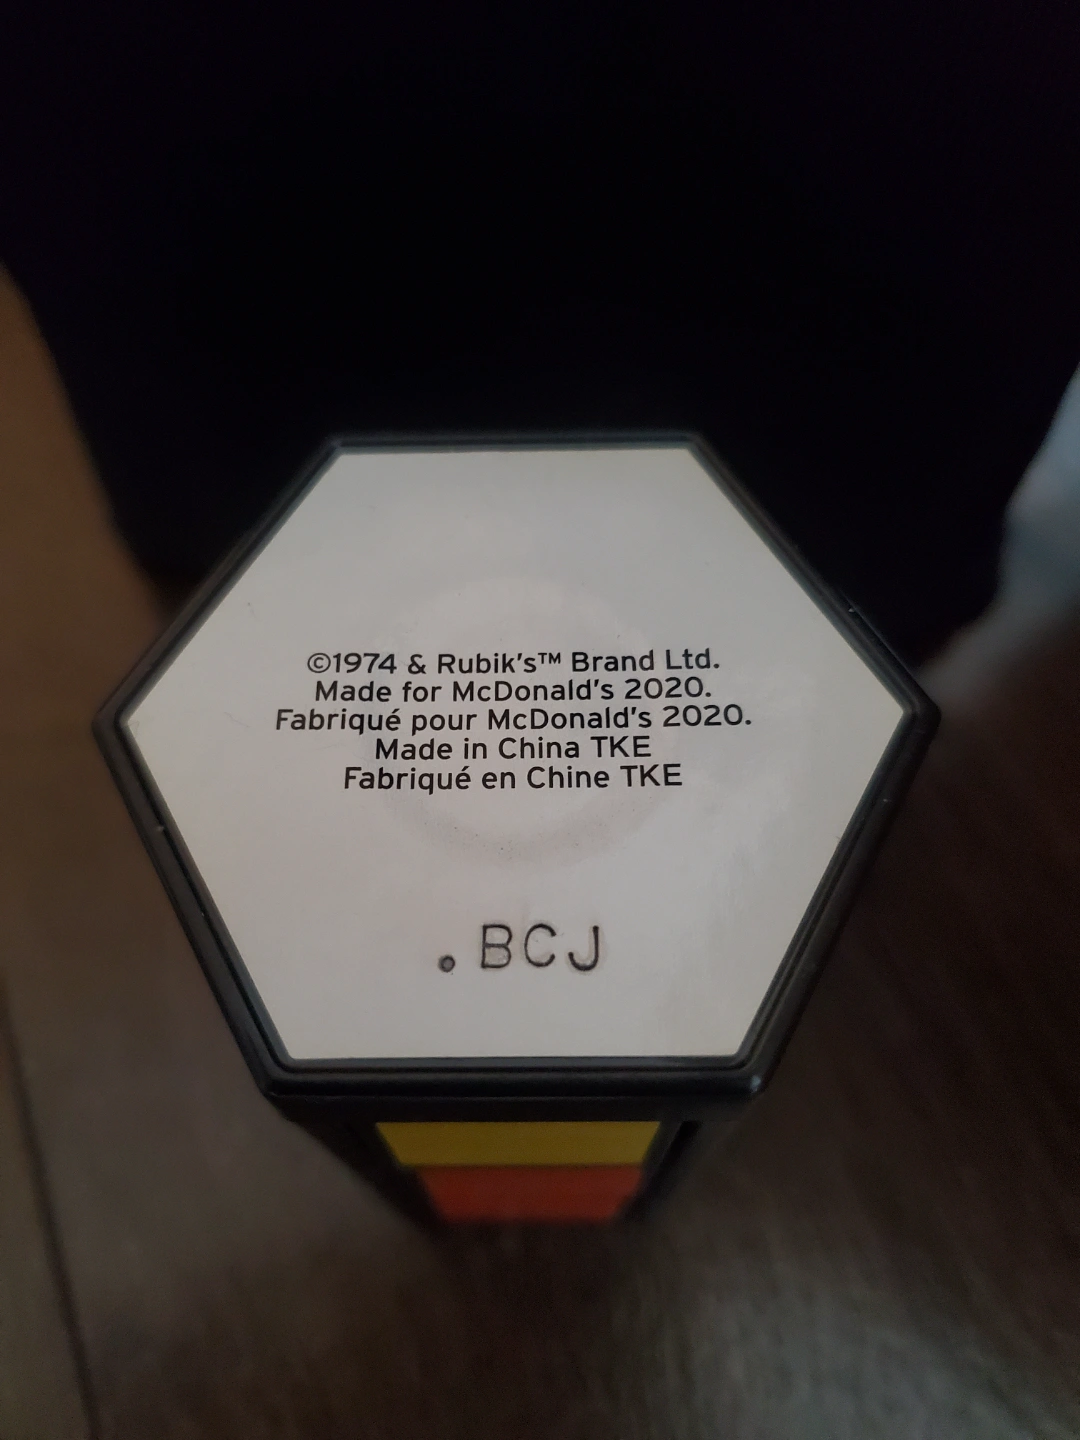 ©1974 & Rubik's™ Brand Ltd.
Made for McDonald's 2020.
Fabriqué pour McDonald's 2020.
Made in China TKE
Fabriqué en Chine TKE
.BCJ